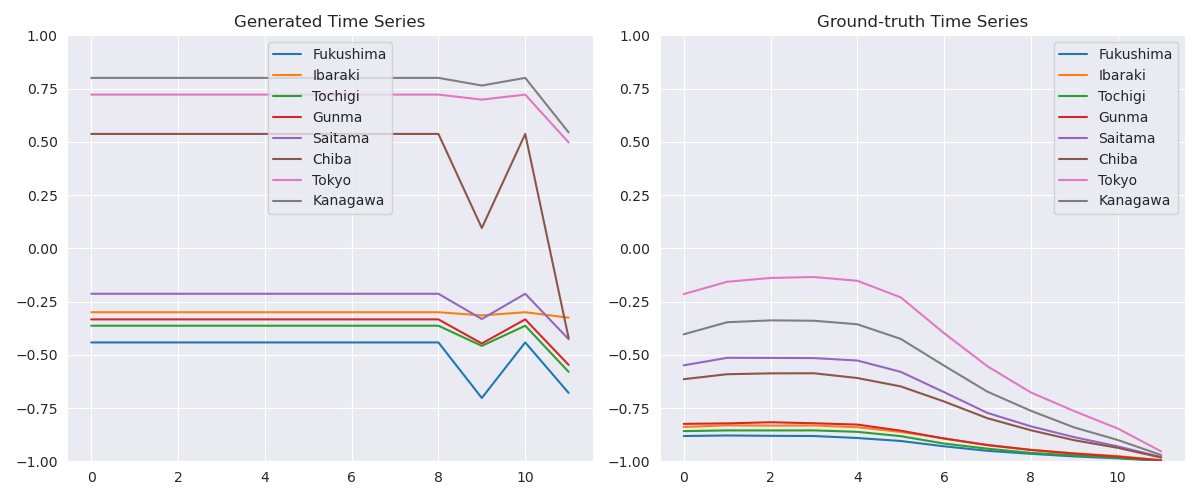 Generated Time Series
1.00
0.75
0.50
0.25
0.00
−0.25
−0.50
−0.75
−1.00
0 2 4 6 8 10
Fukushima
Ibaraki
Tochigi
Gunma
Saitama
Chiba
Tokyo
Kanagawa
Ground-truth Time Series
1.00
0.75
0.50
0.25
0.00
−0.25
−0.50
−0.75
−1.00
0 2 4 6 8 10
Fukushima
Ibaraki
Tochigi
Gunma
Saitama
Chiba
Tokyo
Kanagawa